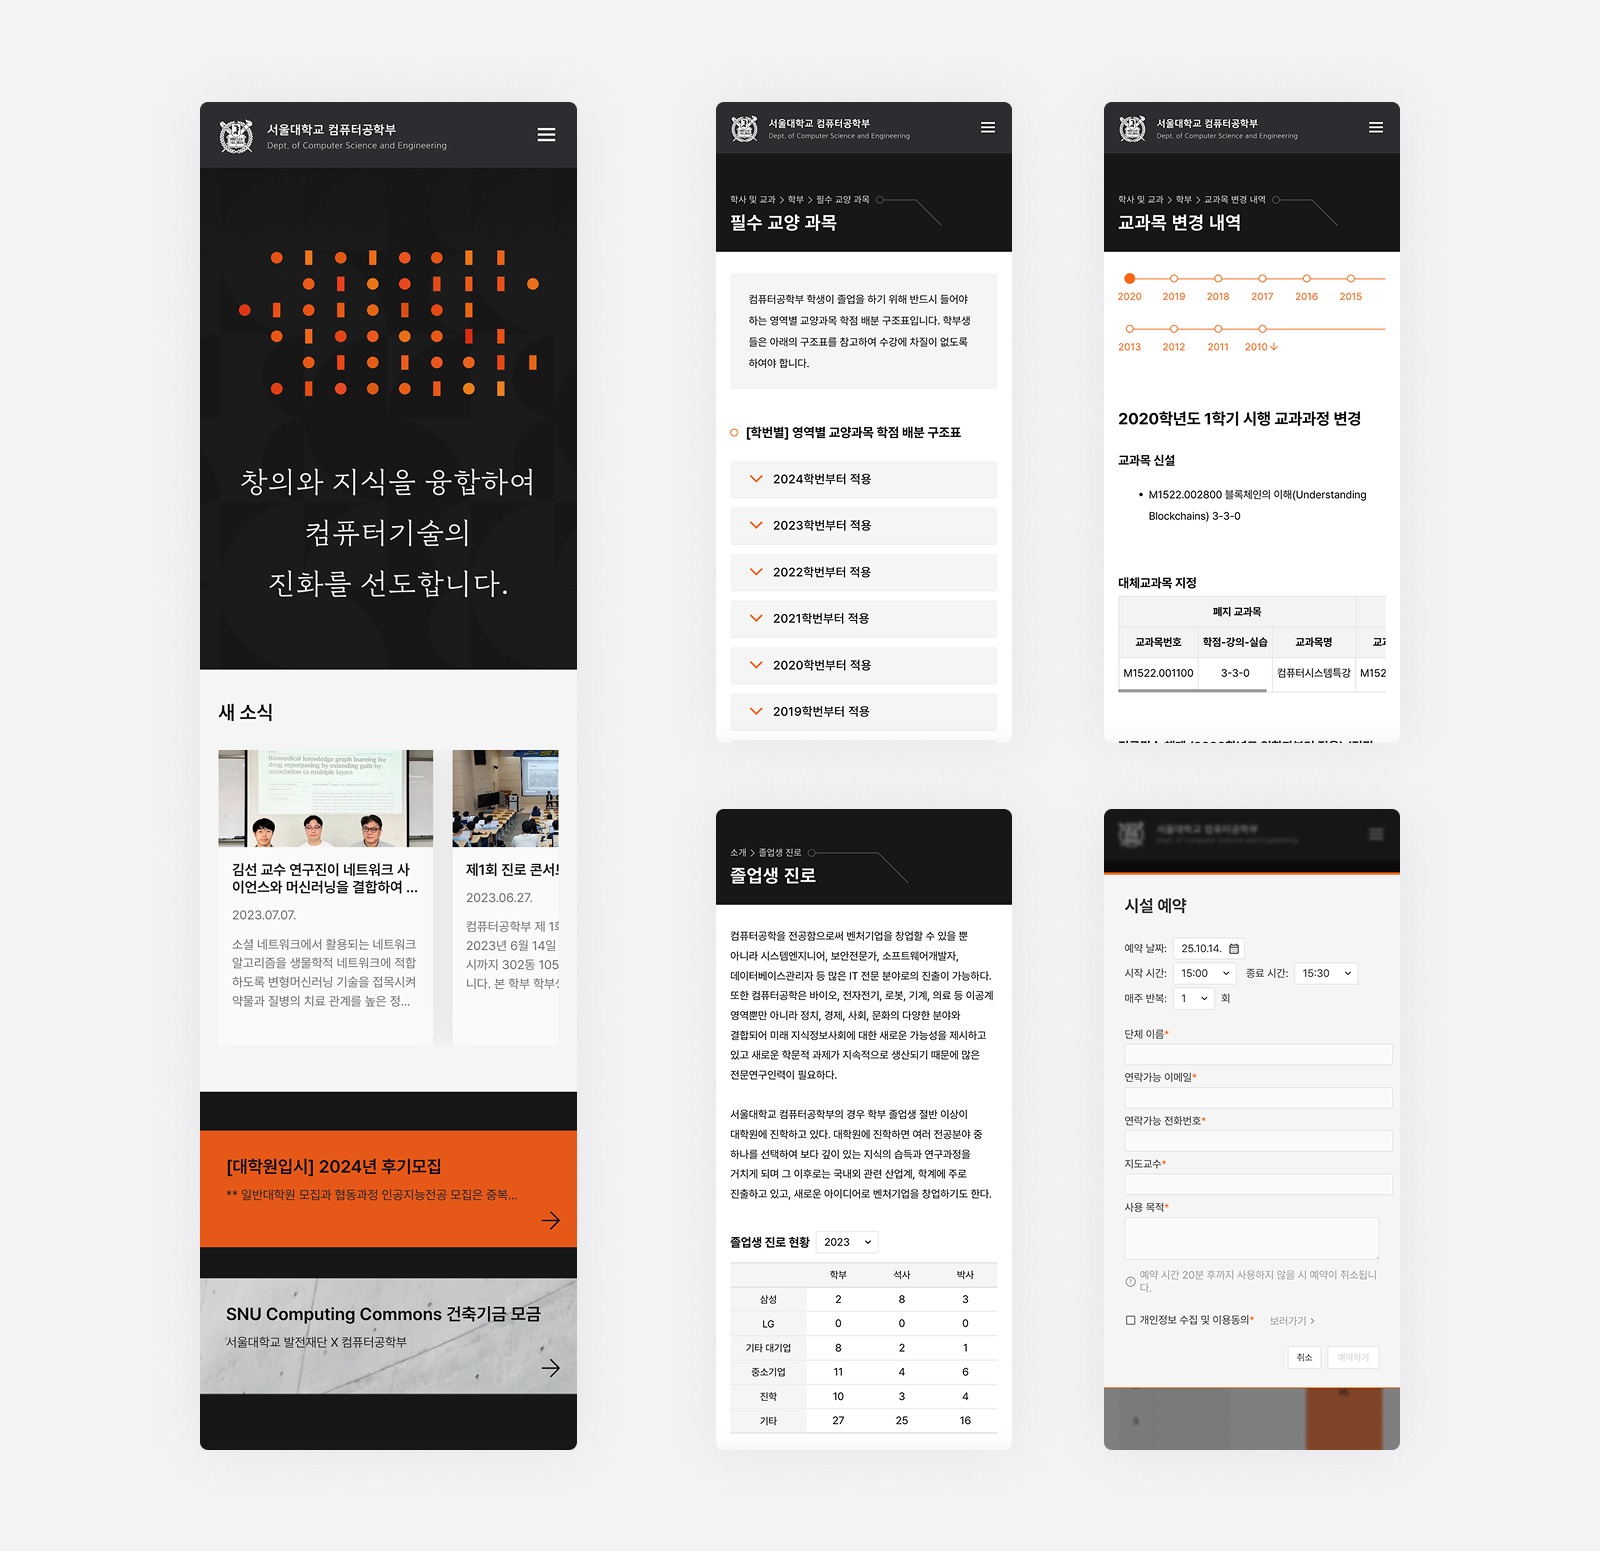 서울대학교 컴퓨터공학부
Dept. of Computer Science and Engineering
창의와 지식을 융합하여
컴퓨터기술의
진화를 선도합니다.
새 소식
Biomedical knowledge graph learning for
drug repurposing by extending guilt-by-
association to multiple layers
김선 교수 연구진이 네트워크 사
이언스와 머신러닝을 결합하여 ...
2023.07.07.
소셜 네트워크에서 활용되는 네트워크
알고리즘을 생물학적 네트워크에 적합
하도록 변형머신러닝 기술을 접목시켜
약물과 질병의 치료 관계를 높은 정...
제1회 진로 콘서
2023.06.27.
컴퓨터공학부 제 1회
2023년 6월 14일
시까지 302동 105
니다. 본 학부 학부
[대학원입시] 2024년 후기모집
** 일반대학원 모집과 협동과정 인공지능전공 모집은 중복...
SNU Computing Commons 건축기금 모금
서울대학교 발전재단 X 컴퓨터공학부
서울대학교 컴퓨터공학부
Dept. of Computer Science and Engineering
학사 및 교과 > 학부 > 필수 교양 과목
필수 교양 과목
컴퓨터공학부 학생이 졸업을 하기 위해 반드시 들어야
하는 영역별 교양과목 학점 배분 구조표입니다. 학부생
들은 아래의 구조표를 참고하여 수강에 차질이 없도록
하여야 합니다.
[학번별] 영역별 교양과목 학점 배분 구조표
2024학번부터 적용
2023학번부터 적용
2022학번부터 적용
2021학번부터 적용
2020학번부터 적용
2019학번부터 적용
서울대학교 컴퓨터공학부
Dept. of Computer Science and Engineering
학사 및 교과 > 학부 > 교과목 변경 내역
교과목 변경 내역
2020 2019 2018 2017 2016 2015
2013 2012 2011 2010↓
2020학년도 1학기 시행 교과과정 변경
교과목 신설
• M1522.002800 블록체인의 이해(Understanding
Blockchains) 3-3-0
대체교과목 지정
폐지 교과목
교과목번호 학점-강의-실습 교과목명 교과
M1522.001100 3-3-0 컴퓨터시스템특강 M152
소개 > 졸업생 진로
졸업생 진로
컴퓨터공학을 전공함으로써 벤처기업을 창업할 수 있을 뿐
아니라 시스템엔지니어, 보안전문가, 소프트웨어개발자,
데이터베이스관리자 등 많은 IT 전문 분야로의 진출이 가능하다.
또한 컴퓨터공학은 바이오, 전자전기, 로봇, 기계, 의료 등 이공계
영역뿐만 아니라 정치, 경제, 사회, 문화의 다양한 분야와
결합되어 미래 지식정보사회에 대한 새로운 가능성을 제시하고
있고 새로운 학문적 과제가 지속적으로 생산되기 때문에 많은
전문연구인력이 필요하다.
서울대학교 컴퓨터공학부의 경우 학부 졸업생 절반 이상이
대학원에 진학하고 있다. 대학원에 진학하면 여러 전공분야 중
하나를 선택하여 보다 깊이 있는 지식의 습득과 연구과정을
거치게 되며 그 이후로는 국내외 관련 산업계, 학계에 주로
진출하고 있고, 새로운 아이디어로 벤처기업을 창업하기도 한다.
졸업생 진로 현황 2023
학부 석사 박사
삼성 2 8 3
LG 0 0 0
기타 대기업 8 2 1
중소기업 11 4 6
진학 10 3 4
기타 27 25 16
서울대학교 컴퓨터공학부
시설 예약
예약 날짜: 25.10.14.
시작 시간: 15:00 종료 시간: 15:30
매주 반복: 1 회
단체 이름*
연락가능 이메일*
연락가능 전화번호*
지도교수*
사용 목적*
예약 시간 20분 후까지 사용하지 않을 시 예약이 취소됩니
다.
개인정보 수집 및 이용동의* 보러가기 >
취소 예약하기
3